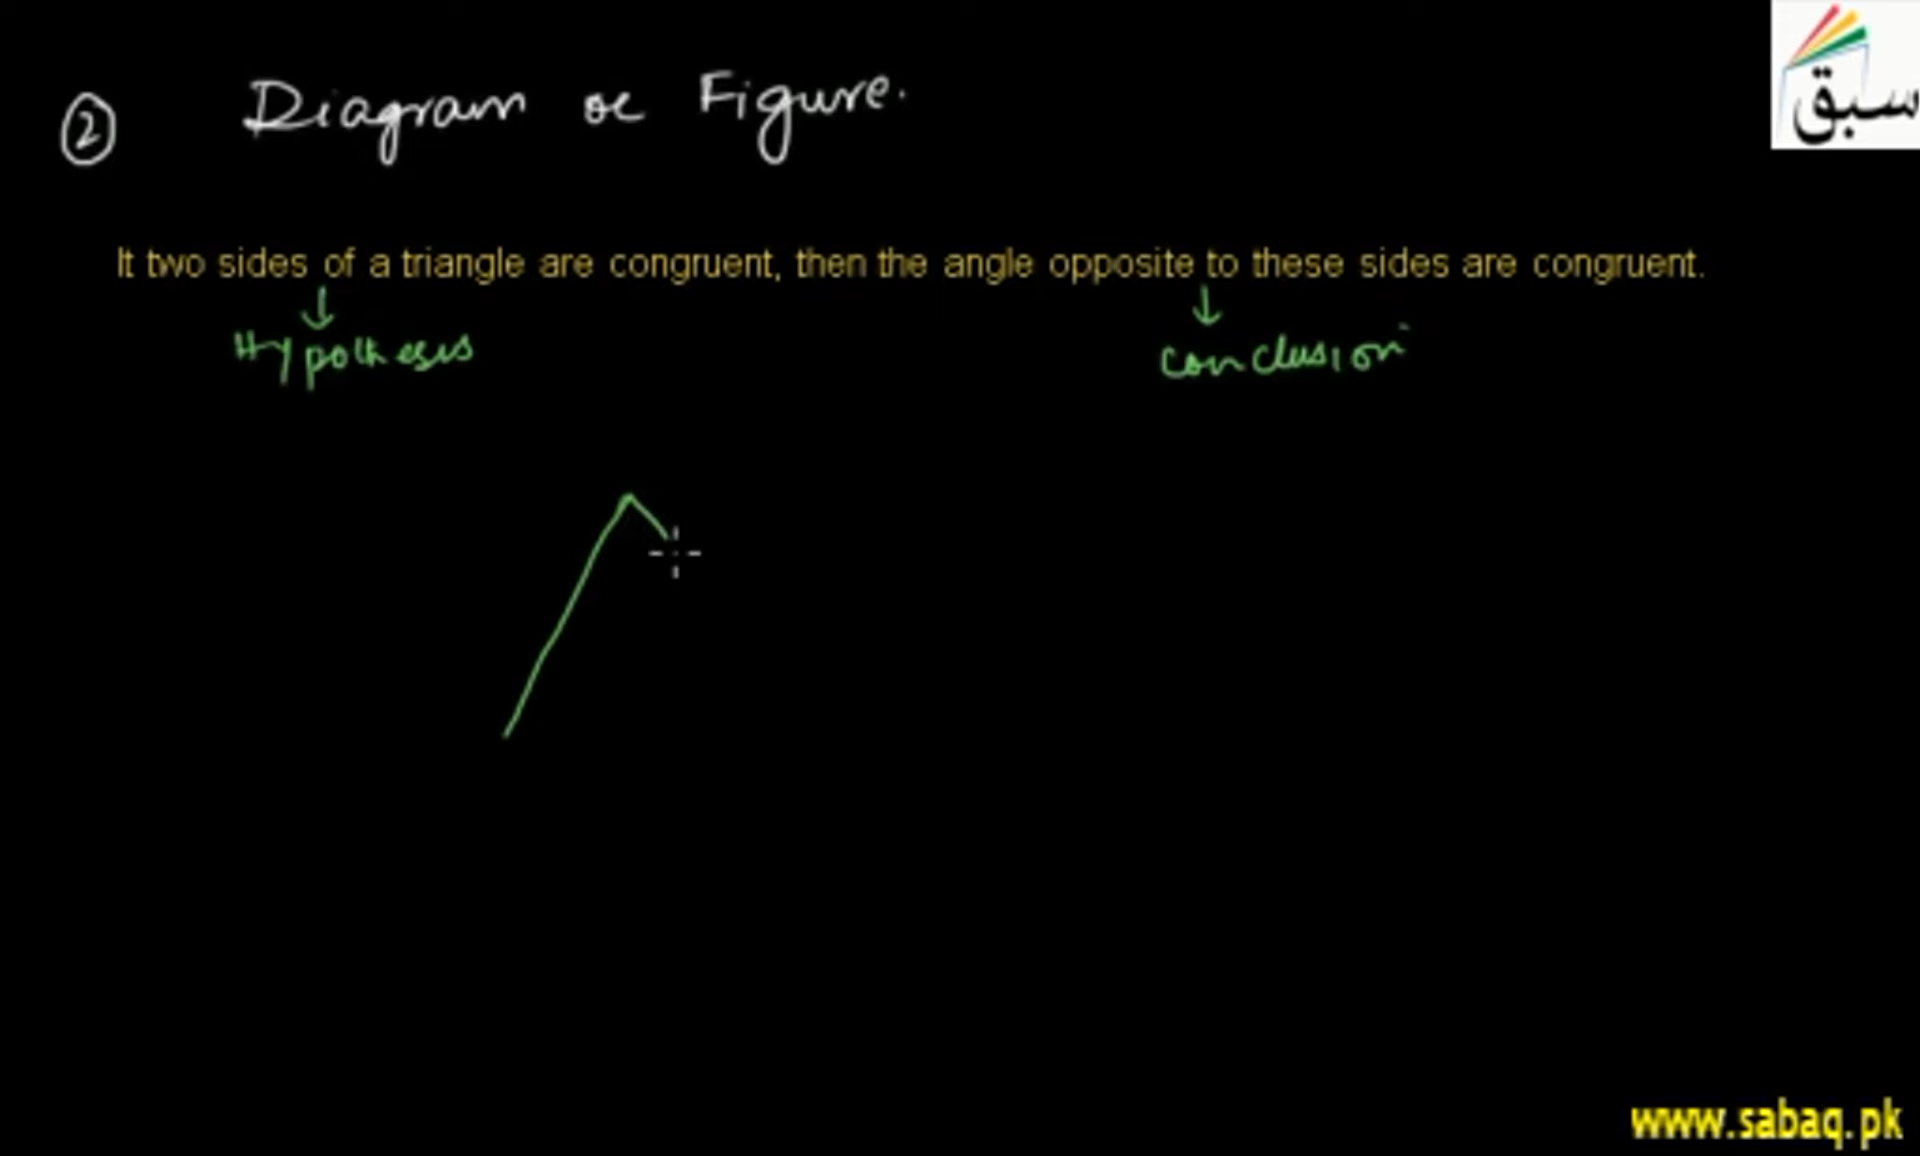 ② Diagram or Figure.
سبق
It two sides of a triangle are congruent, then the angle opposite to these sides are congruent.
Hypothesis
conclusion
www.sabaq.pk